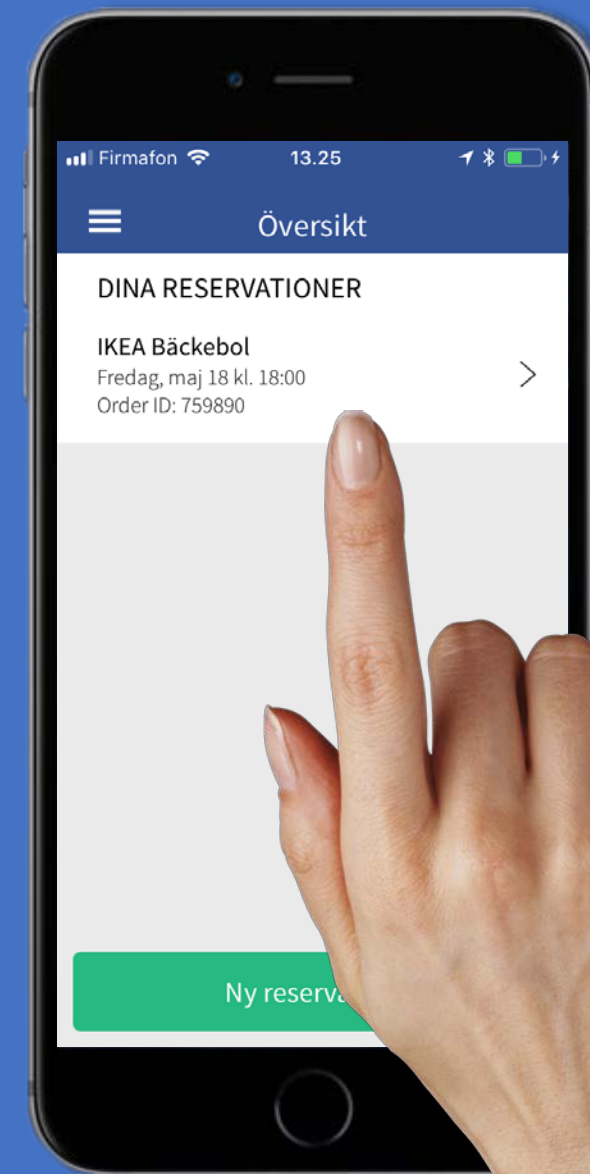 Firmafon 13.25
Översikt
DINA RESERVATIONER
IKEA Bäckebol
Fredag, maj 18 kl. 18:00
Order ID: 759890
Ny reserva